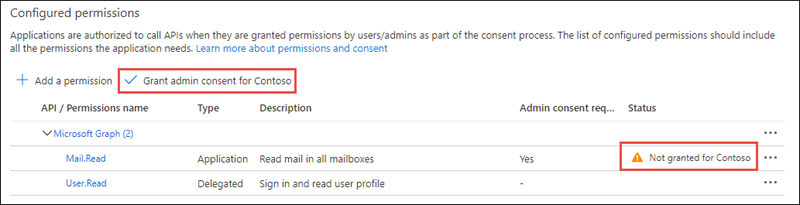 Configured permissions
Applications are authorized to call APIs when they are granted permissions by users/admins as part of the consent process. The list of configured permissions should include
all the permissions the application needs. Learn more about permissions and consent
Add a permission Grant admin consent for Contoso
API / Permissions name Type Description Admin consent req... Status
Microsoft Graph (2)
Mail.Read Application Read mail in all mailboxes Yes Not granted for Contoso
User.Read Delegated Sign in and read user profile -